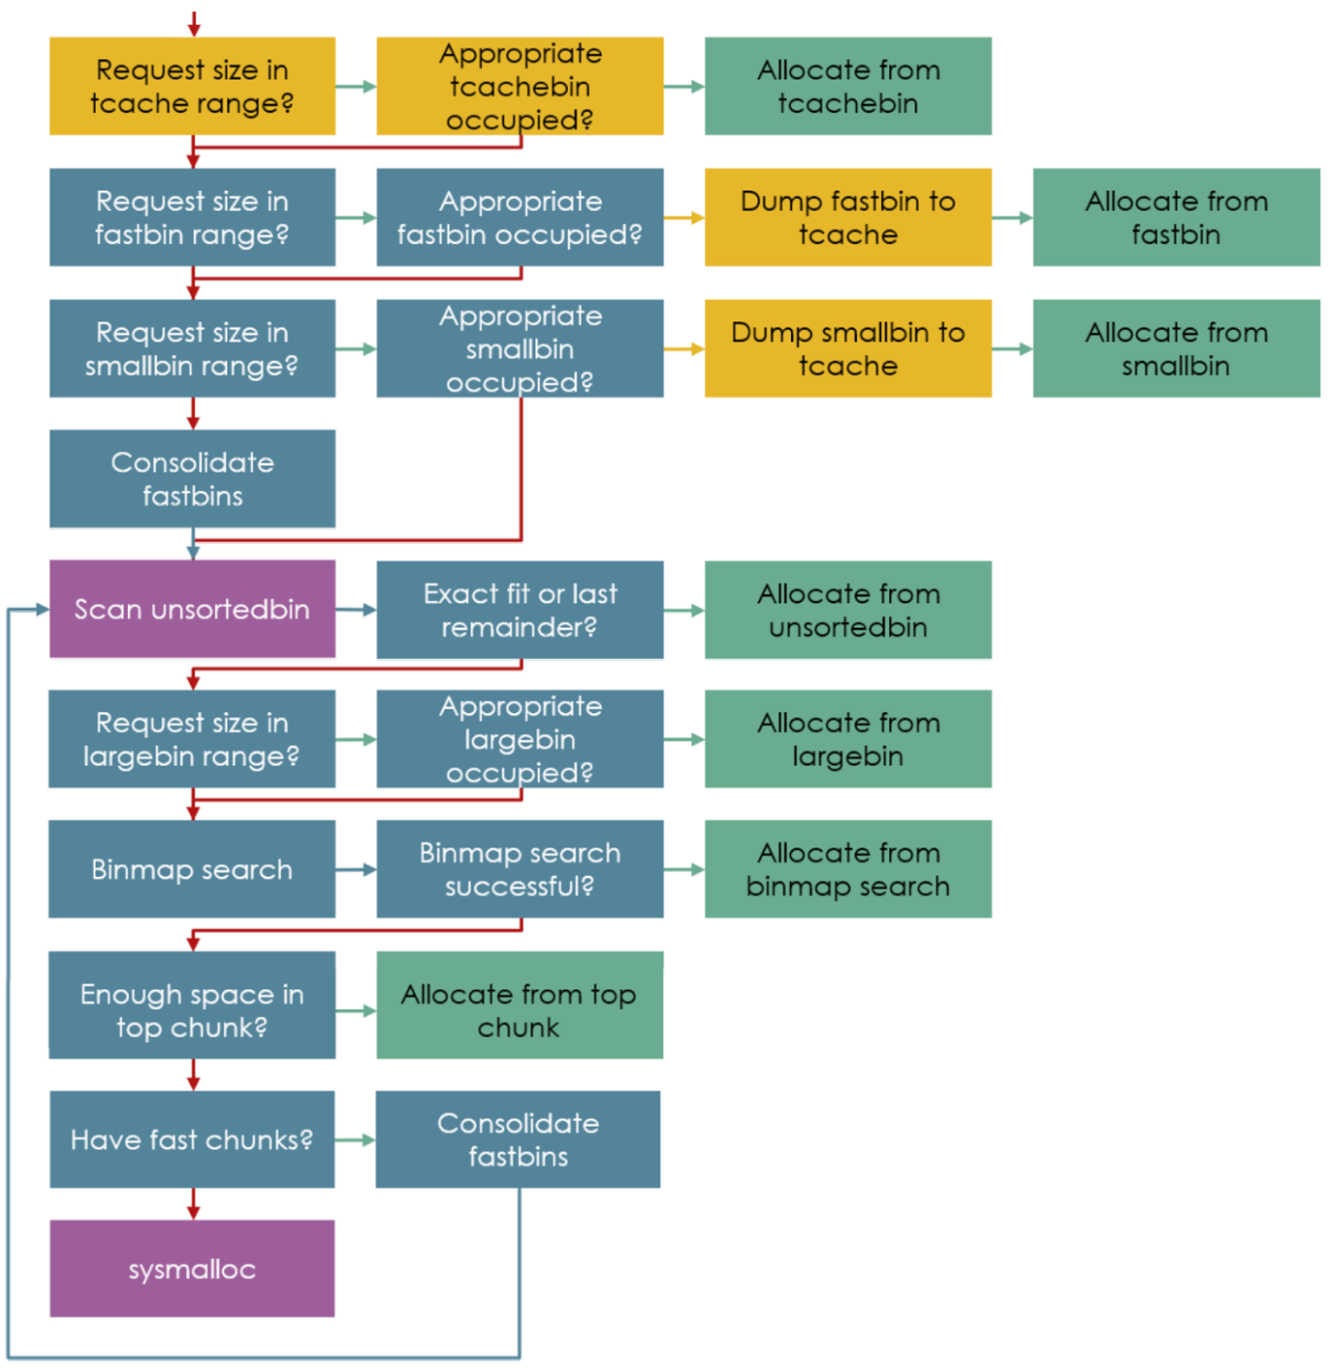 Request size in
tcache range?
Appropriate
tcachebin
occupied?
Allocate from
tcachebin
Request size in
fastbin range?
Appropriate
fastbin occupied?
Dump fastbin to
tcache
Allocate from
fastbin
Request size in
smallbin range?
Appropriate
smallbin
occupied?
Dump smallbin to
tcache
Allocate from
smallbin
Consolidate
fastbins
Scan unsortedbin
Exact fit or last
remainder?
Allocate from
unsortedbin
Request size in
largebin range?
Appropriate
largebin
occupied?
Allocate from
largebin
Binmap search
Binmap search
successful?
Allocate from
binmap search
Enough space in
top chunk?
Allocate from top
chunk
Have fast chunks?
Consolidate
fastbins
sysmalloc